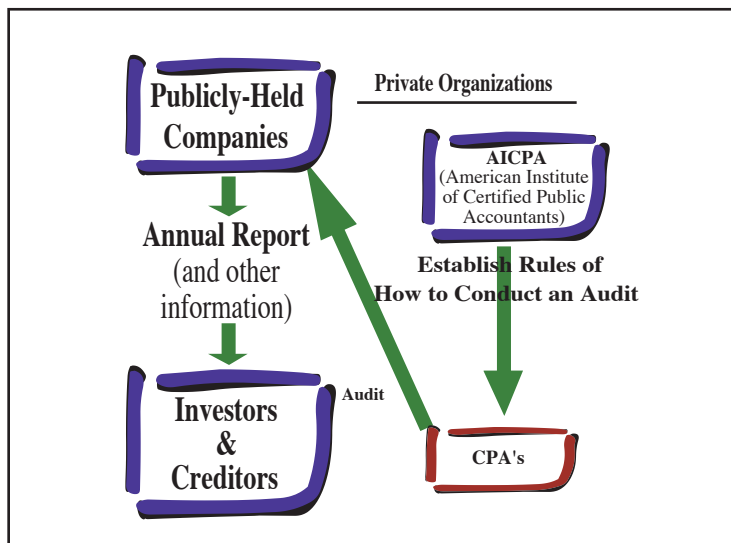 Publicly-Held
Companies
Annual Report
(and other
information)
Investors
&
Creditors
Private Organizations
AICPA
(American Institute
of Certified Public
Accountants)
Establish Rules of
How to Conduct an Audit
Audit
CPA's